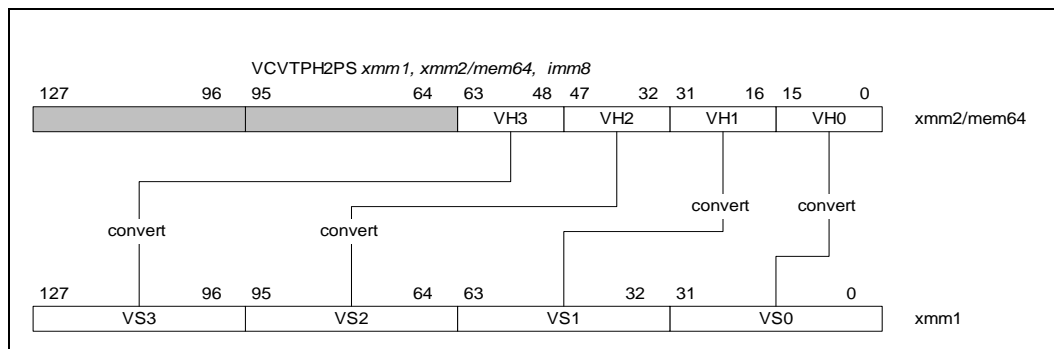 VCVTPH2PS xmm1, xmm2/mem64, imm8
127 96 95 64 63 48 47 32 31 16 15 0
VH3 VH2 VH1 VH0 xmm2/mem64
convert convert
convert convert
127 96 95 64 63 32 31 0
VS3 VS2 VS1 VS0 xmm1